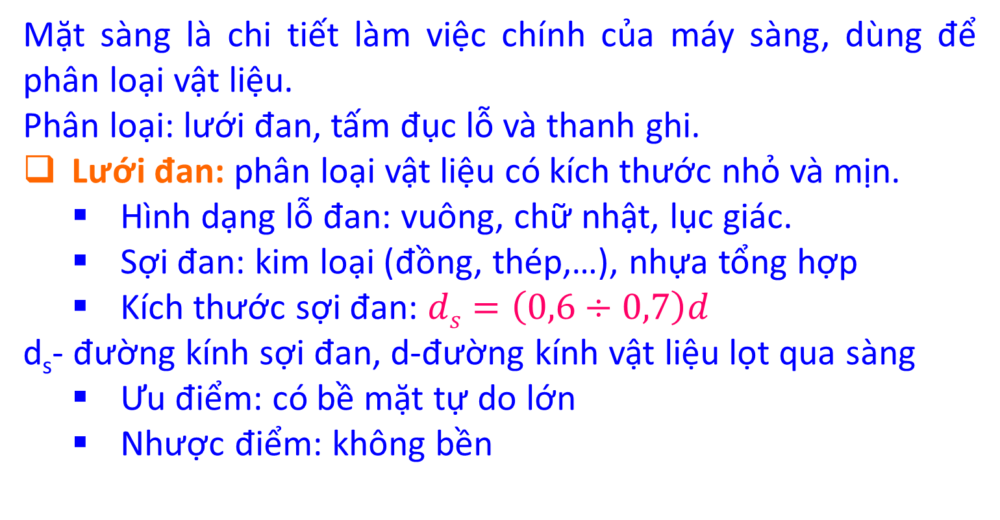 Mặt sàng là chi tiết làm việc chính của máy sàng, dùng để
phân loại vật liệu.
Phân loại: lưới đan, tấm đục lỗ và thanh ghi.
❑ Lưới đan: phân loại vật liệu có kích thước nhỏ và mịn.
▪ Hình dạng lỗ đan: vuông, chữ nhật, lục giác.
▪ Sợi đan: kim loại (đồng, thép,...), nhựa tổng hợp
▪ Kích thước sợi đan: dₛ = (0,6 ÷ 0,7)d
dₛ- đường kính sợi đan, d-đường kính vật liệu lọt qua sàng
▪ Ưu điểm: có bề mặt tự do lớn
▪ Nhược điểm: không bền